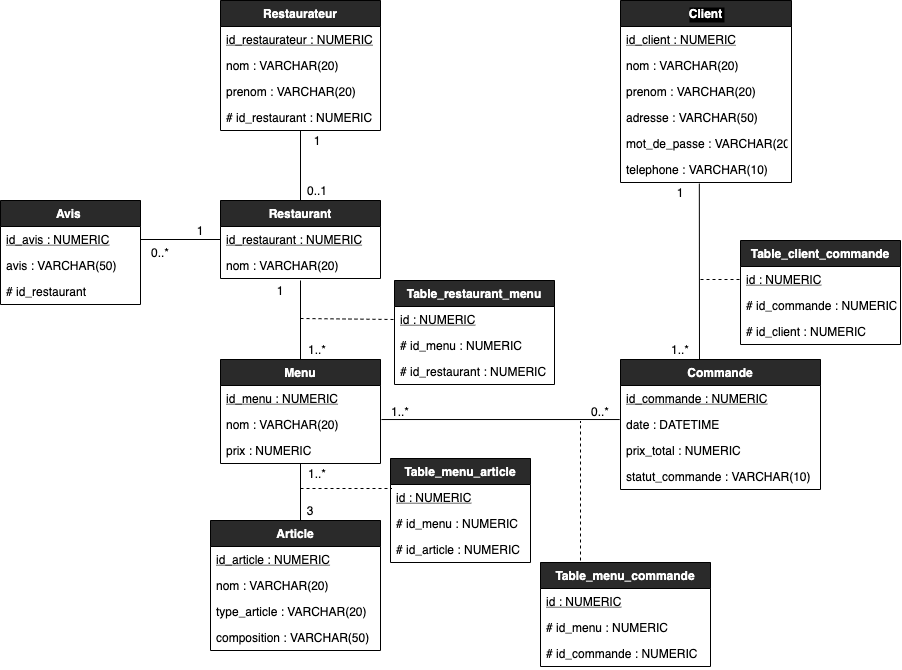 Restaurateur
id_restaurateur : NUMERIC
nom : VARCHAR(20)
prenom : VARCHAR(20)
# id_restaurant : NUMERIC
1
0..1
Client
id_client : NUMERIC
nom : VARCHAR(20)
prenom : VARCHAR(20)
adresse : VARCHAR(50)
mot_de_passe : VARCHAR(20
telephone : VARCHAR(10)
1
1..*
Avis
id_avis : NUMERIC
avis : VARCHAR(50)
# id_restaurant
0..*
1
Restaurant
id_restaurant : NUMERIC
nom : VARCHAR(20)
1
1..*
Table_restaurant_menu
id : NUMERIC
# id_menu : NUMERIC
# id_restaurant : NUMERIC
Table_client_commande
id : NUMERIC
# id_commande : NUMERIC
# id_client : NUMERIC
Menu
id_menu : NUMERIC
nom : VARCHAR(20)
prix : NUMERIC
1..*
0..*
Commande
id_commande : NUMERIC
date : DATETIME
prix_total : NUMERIC
statut_commande : VARCHAR(10)
1..*
3
Table_menu_article
id : NUMERIC
# id_menu : NUMERIC
# id_article : NUMERIC
Article
id_article : NUMERIC
nom : VARCHAR(20)
type_article : VARCHAR(20)
composition : VARCHAR(50)
Table_menu_commande
id : NUMERIC
# id_menu : NUMERIC
# id_commande : NUMERIC